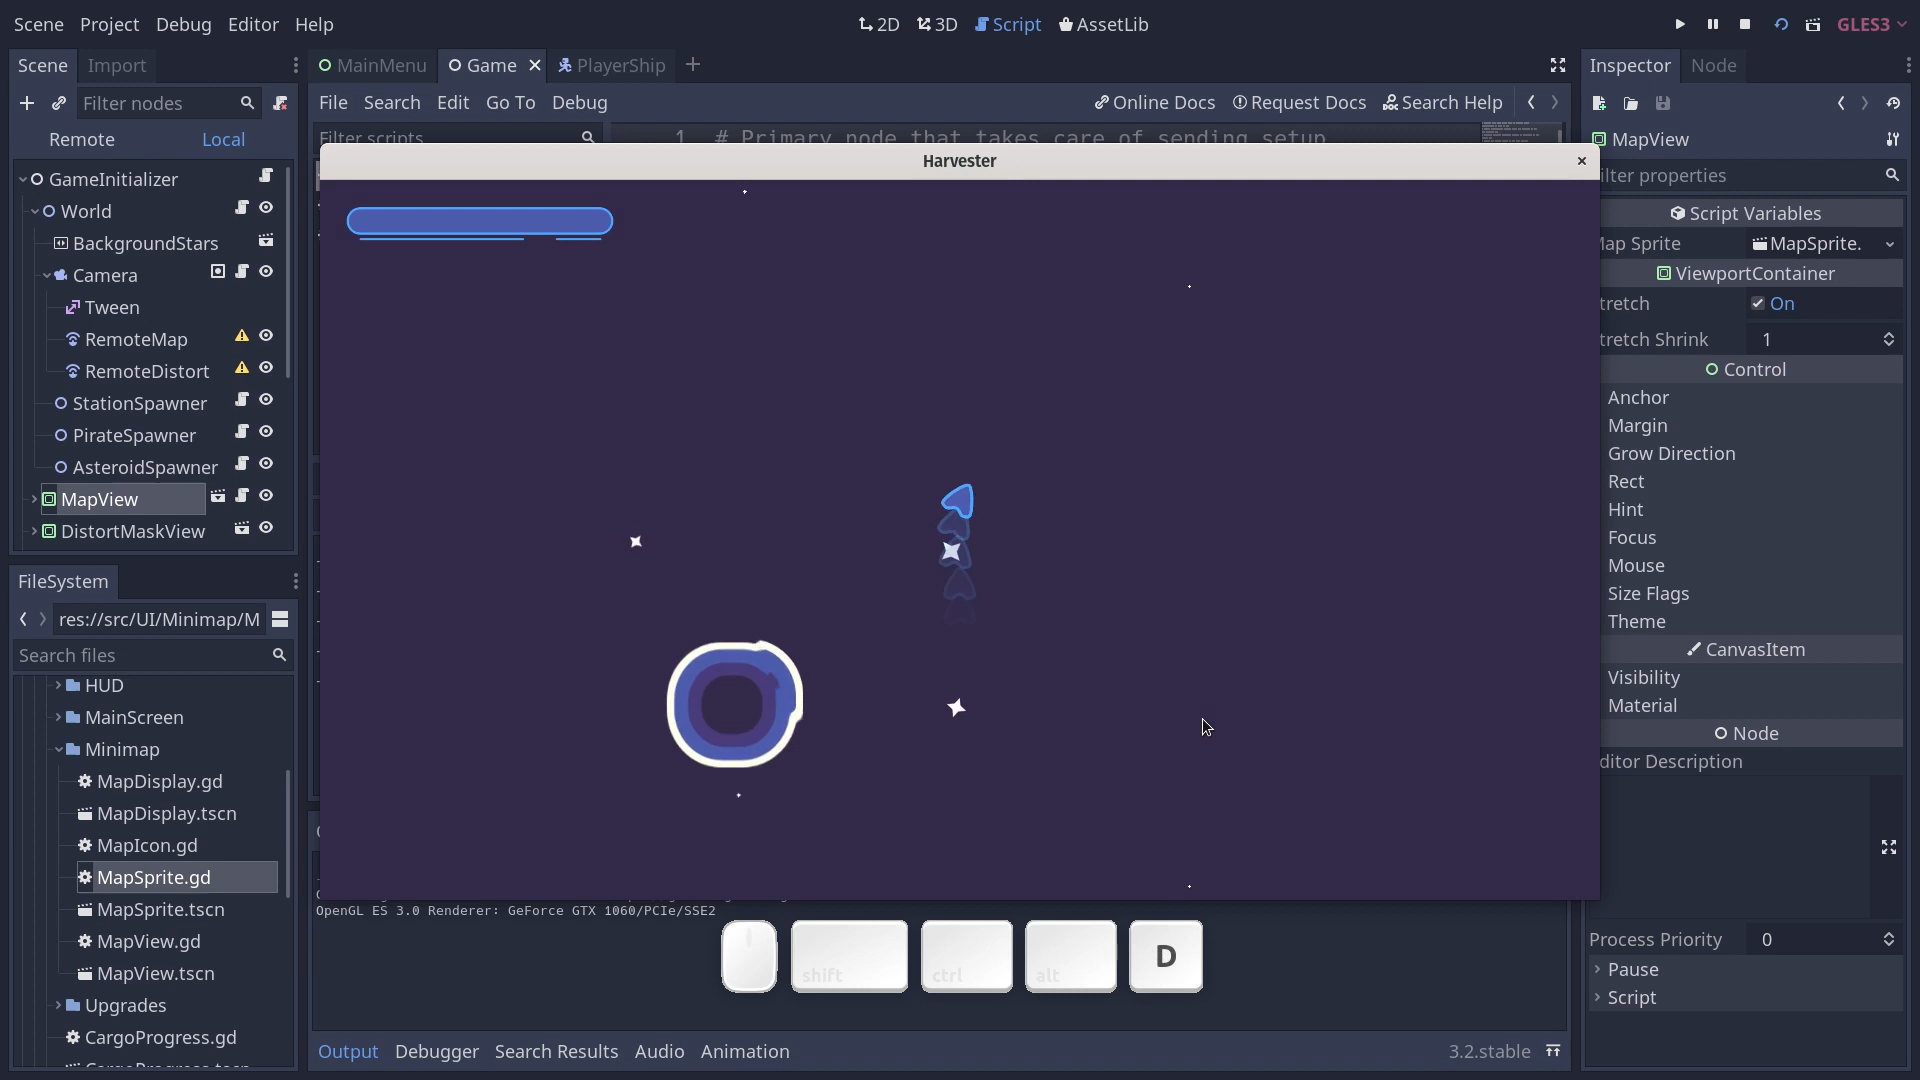 Scene Project Debug Editor Help
2D 3D Script AssetLib
GLES3
Scene Import
MainMenu Game PlayerShip
Inspector Node
Filter nodes
File Search Edit Go To Debug
Online Docs Request Docs Search Help
Remote Local
Filter scripts
1 # Primary node that takes care of sending setup
MapView
Harvester
GameInitializer
World
BackgroundStars
Camera
Tween
RemoteMap
RemoteDistort
StationSpawner
PirateSpawner
AsteroidSpawner
MapView
DistortMaskView
FileSystem
res://src/UI/Minimap/M
Search files
HUD
MainScreen
Minimap
MapDisplay.gd
MapDisplay.tscn
MapIcon.gd
MapSprite.gd
MapSprite.tscn
MapView.gd
MapView.tscn
Upgrades
CargoProgress.gd
CargoProgress.tscn
ilter properties
Script Variables
Map Sprite MapSprite.
ViewportContainer
tretch On
tretch Shrink 1
Control
Anchor
Margin
Grow Direction
Rect
Hint
Focus
Mouse
Size Flags
Theme
CanvasItem
Visibility
Material
Node
ditor Description
Process Priority 0
Pause
Script
OpenGL ES 3.0 Renderer: GeForce GTX 1060/PCIe/SSE2
shift ctrl alt D
Output Debugger Search Results Audio Animation
3.2.stable